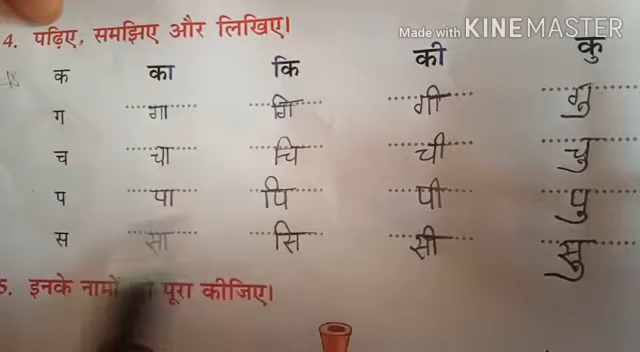 Made with KINEMASTER
4. पढ़िए, समझिए और लिखिए।
क का कि की कु
ग गा गि गी गु
च चा चि ची चु
प पा पि पी पु
स सा सि सी सु
5. इनके नामों पूरा कीजिए।